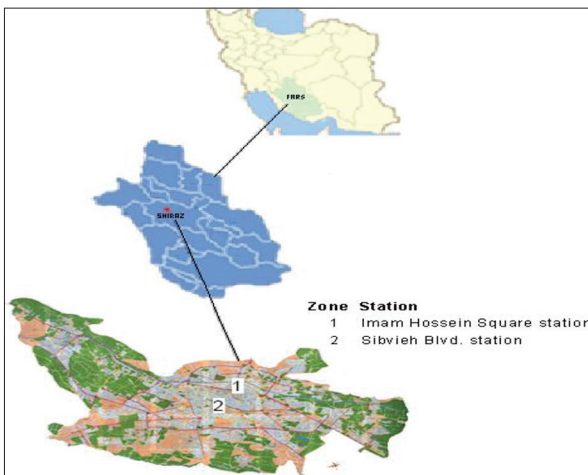 FARS
SHIRAZ
Zone Station
1 Imam Hossein Square station
2 Sibvieh Blvd. station
1
2